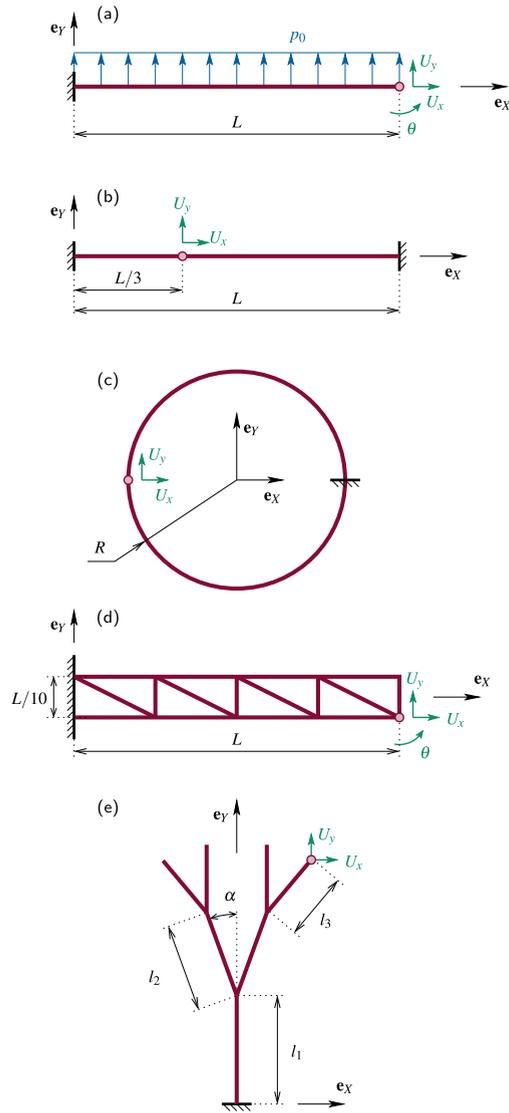 (a)
e_Y
p_0
U_y
U_x
e_X
θ
L
(b)
e_Y
U_y
U_x
e_X
L/3
L
(c)
e_Y
U_y
U_x
e_X
R
(d)
e_Y
L/10
U_y
e_X
U_x
L
θ
(e)
e_Y
U_y
U_x
α
l_3
l_2
l_1
e_X